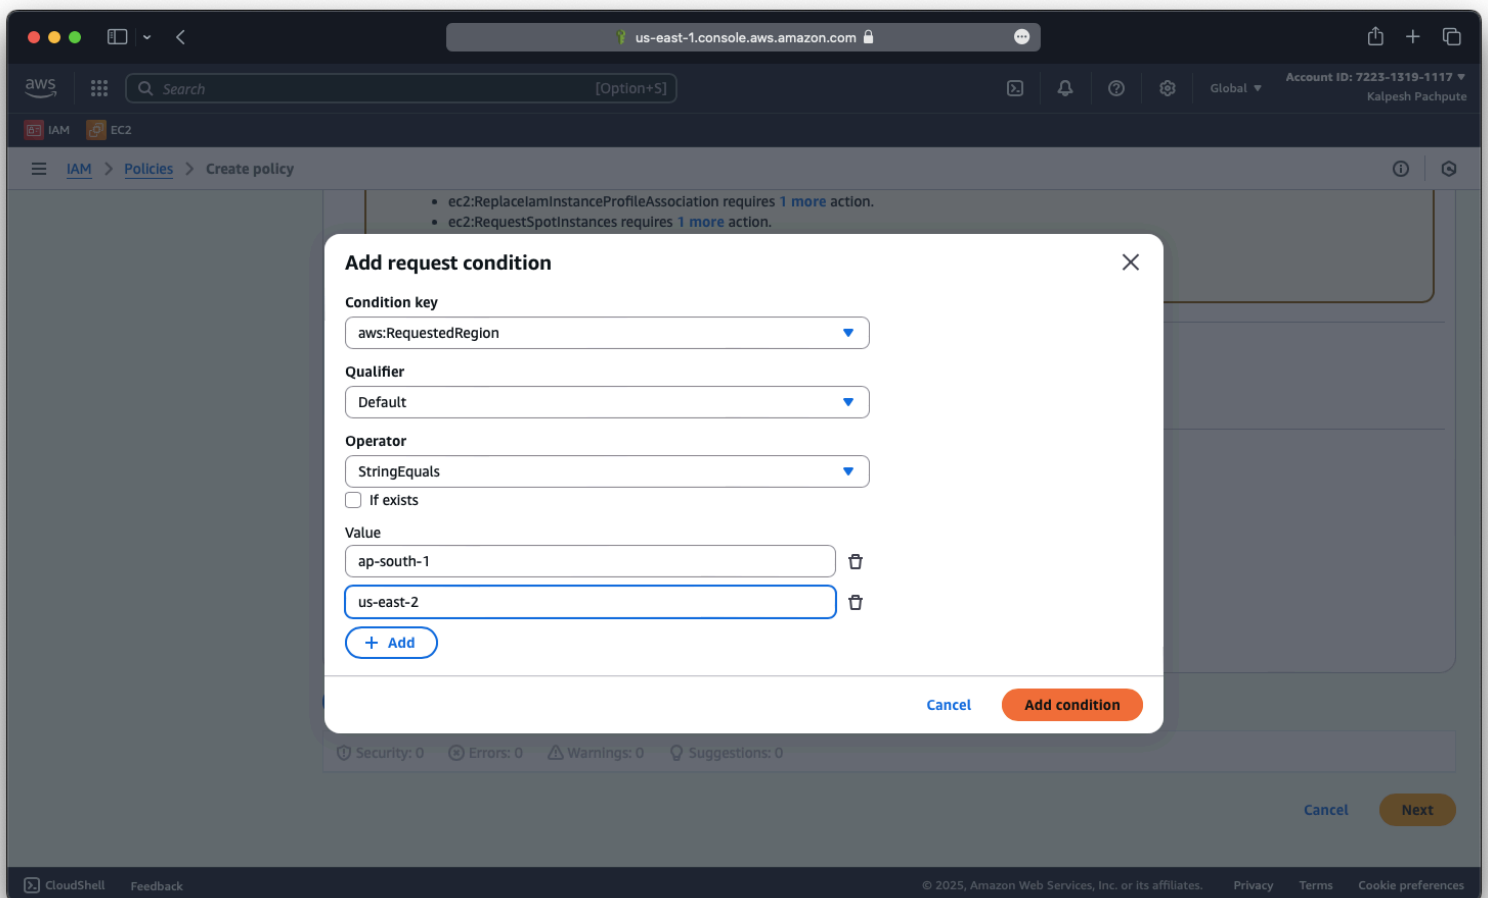 us-east-1.console.aws.amazon.com
aws
Search
[Option+S]
Global
Account ID: 7223-1319-1117
Kalpesh Pachpute
IAM
EC2
IAM > Policies > Create policy
• ec2:ReplaceIamInstanceProfileAssociation requires 1 more action.
• ec2:RequestSpotInstances requires 1 more action.
Add request condition
Condition key
aws:RequestedRegion
Qualifier
Default
Operator
StringEquals
If exists
Value
ap-south-1
us-east-2
+ Add
Cancel
Add condition
Security: 0
Errors: 0
Warnings: 0
Suggestions: 0
Cancel
Next
CloudShell
Feedback
© 2025, Amazon Web Services, Inc. or its affiliates.
Privacy
Terms
Cookie preferences